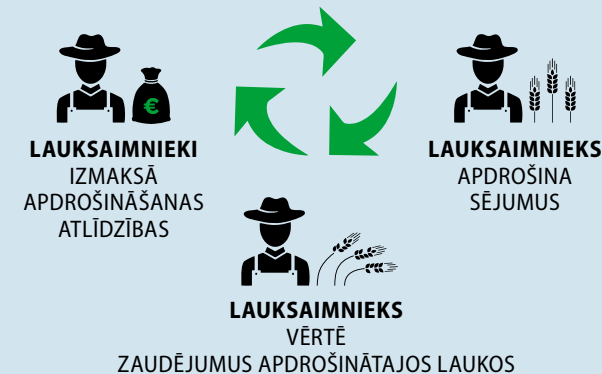 €
LAUKSAIMNIEKI
IZMAKSĀ
APDROŠINĀŠANAS
ATLĪDZĪBAS
LAUKSAIMNIEKS
APDROŠINA
SĒJUMUS
LAUKSAIMNIEKS
VĒRTĒ
ZAUDĒJUMUS APDROŠINĀTAJOS LAUKOS